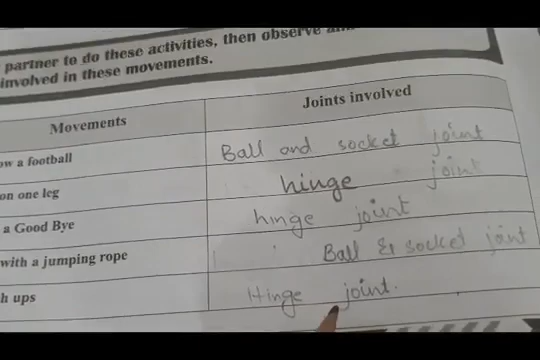 partner to do these activities, then observe
involved in these movements.
Movements Joints involved
ow a football Ball and socket joint
on one leg hinge joint
a Good Bye hinge joint
with a jumping rope Ball & socket joint
h ups Hinge joint.